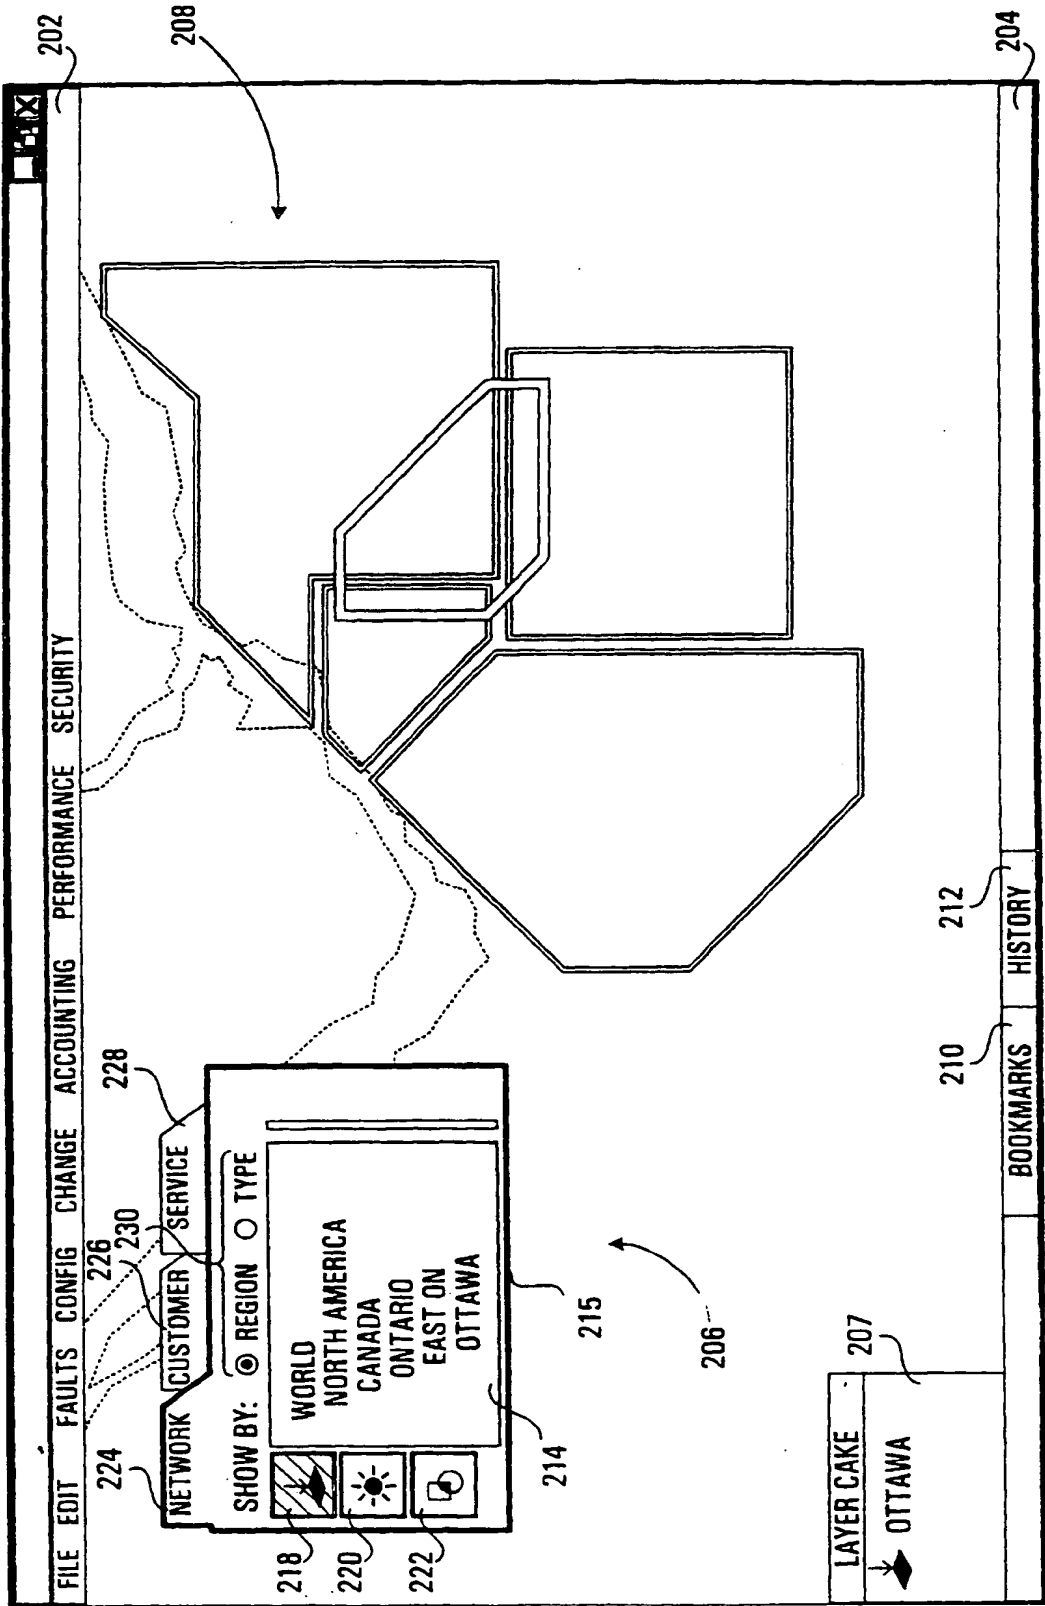 FILE EDIT FAULTS CONFIG CHANGE ACCOUNTING PERFORMANCE SECURITY
202
208
224
NETWORK
226
CUSTOMER
230
228
SERVICE
SHOW BY: REGION TYPE
218
220
222
WORLD
NORTH AMERICA
CANADA
ONTARIO
EAST ON
OTTAWA
214
215
206
LAYER CAKE
207
OTTAWA
210
212
BOOKMARKS
HISTORY
204